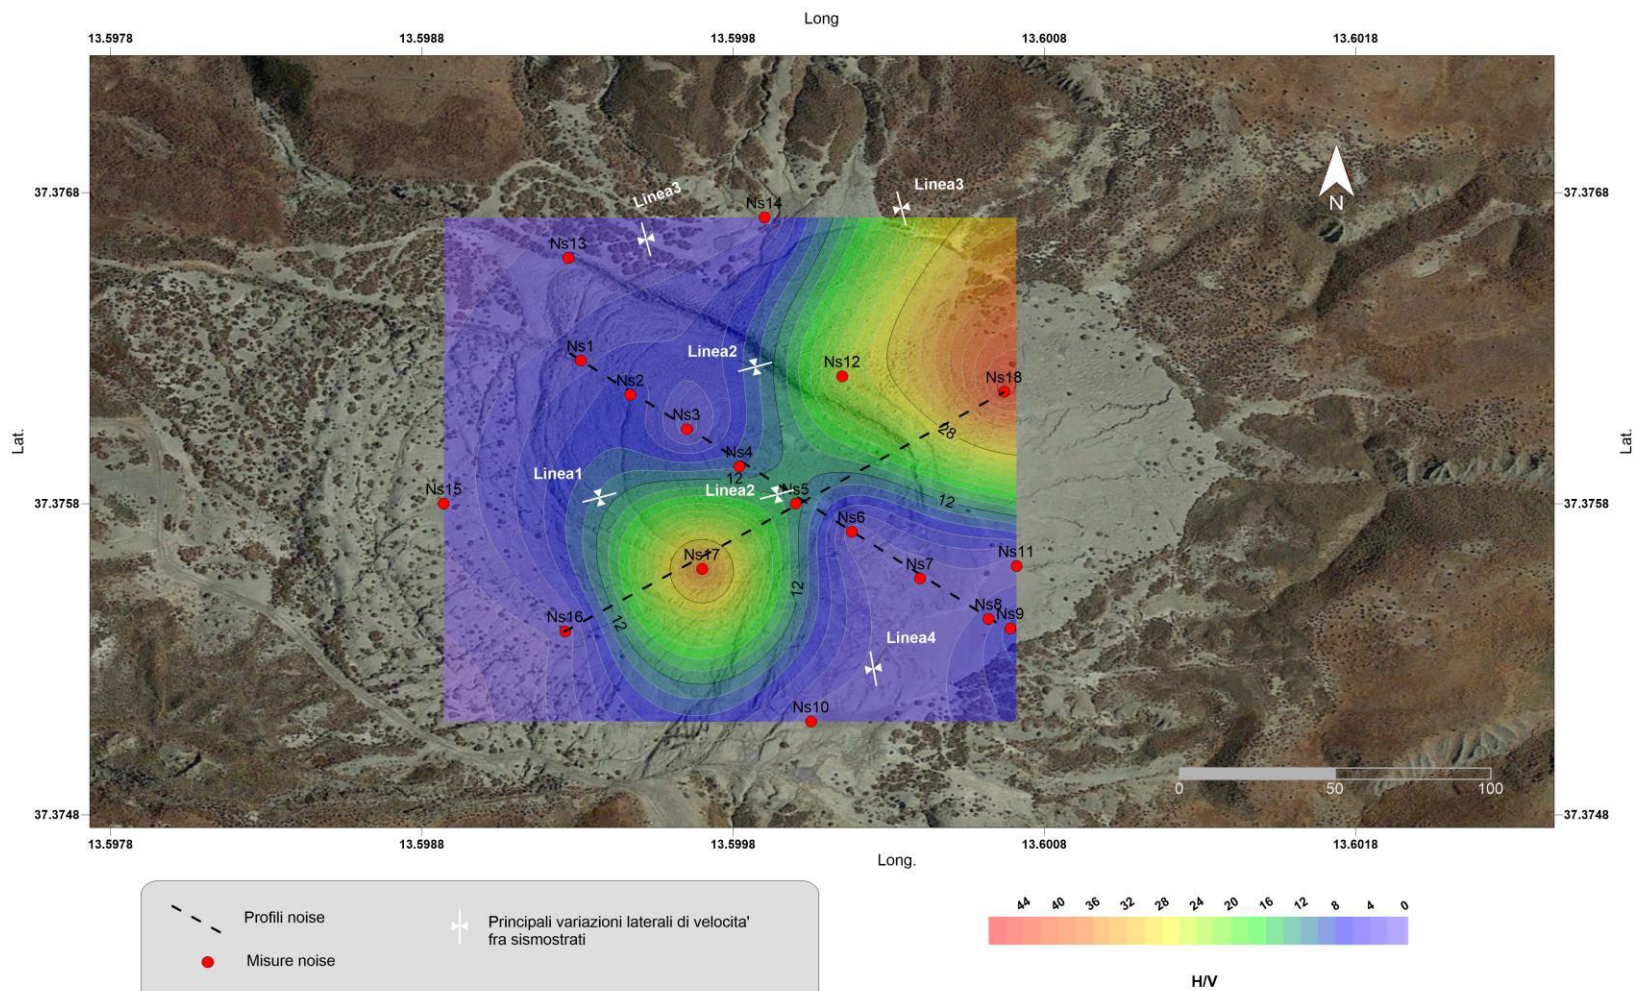 Long
13.5978 13.5988 13.5998 13.6008 13.6018
37.3768 37.3768
Linea3 Linea3
Ns14
N
Ns13
Ns1 Linea2 Ns12
Ns2 Ns18
Ns3
28
Lat. Lat.
Ns4
12
Linea1 Linea2 Ns5 12
Ns15
37.3758 37.3758
Ns6
Ns17 Ns7 Ns11
12
Ns16 12 Ns8 Ns9
Linea4
Ns10
0 50 100
37.3748 37.3748
13.5978 13.5988 13.5998 13.6008 13.6018
Long.
Profili noise
Misure noise
Principali variazioni laterali di velocita'
fra sismostrati
44 40 36 32 28 24 20 16 12 8 4 0
H/V